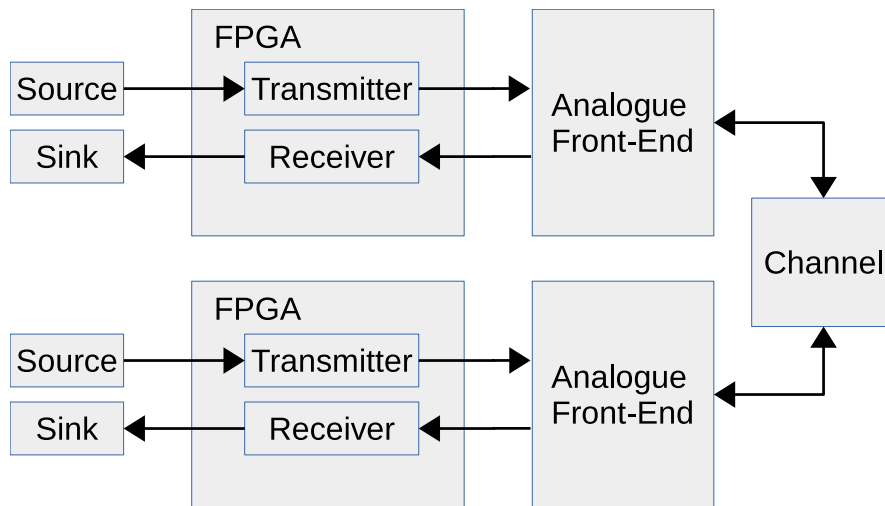 FPGA
Source
Transmitter
Analogue
Front-End
Sink
Receiver
Channel
FPGA
Source
Transmitter
Analogue
Front-End
Sink
Receiver